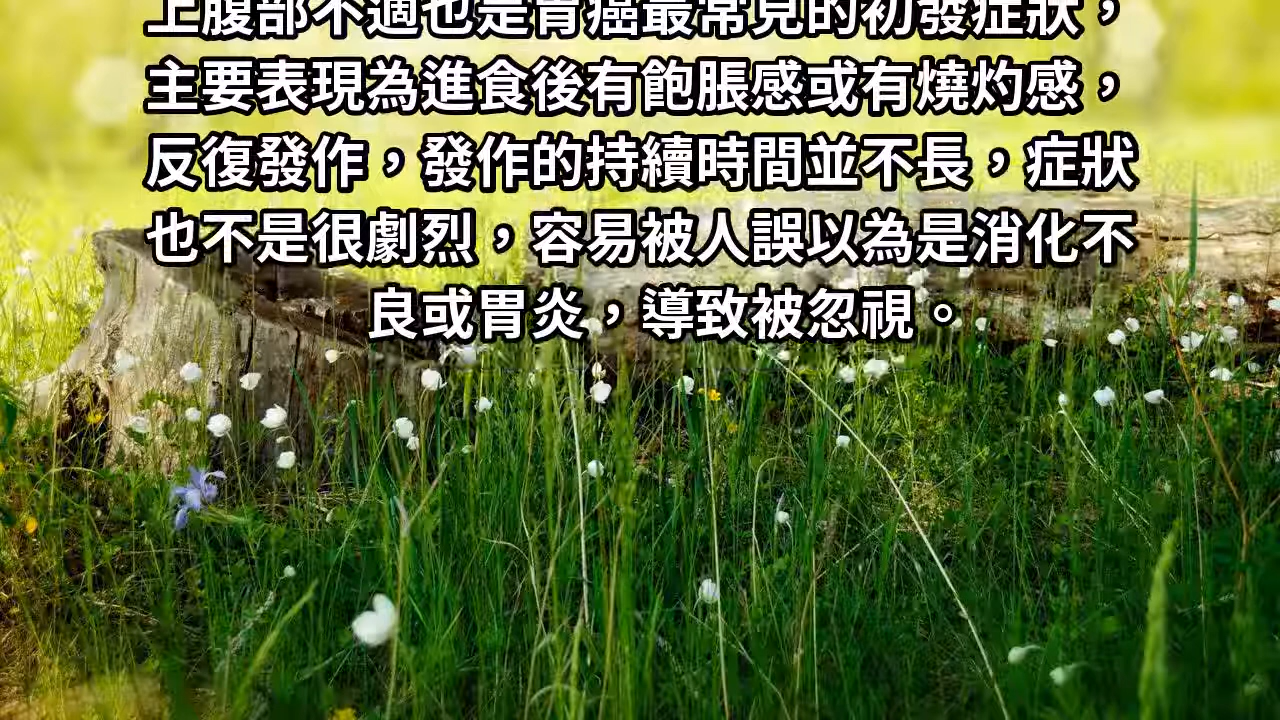 上腹部不適也是胃癌最常見的初發症狀，
主要表現為進食後有飽脹感或有燒灼感，
反復發作，發作的持續時間並不長，症狀
也不是很劇烈，容易被人誤以為是消化不
良或胃炎，導致被忽視。